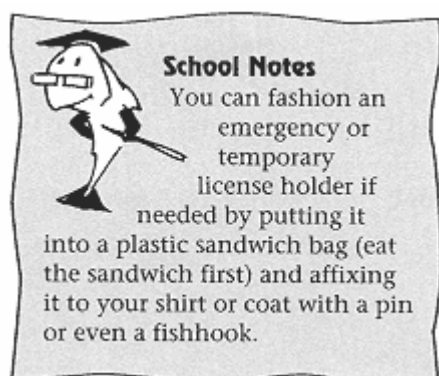 School Notes
You can fashion an
emergency or
temporary
license holder if
needed by putting it
into a plastic sandwich bag (eat
the sandwich first) and affixing
it to your shirt or coat with a pin
or even a fishhook.